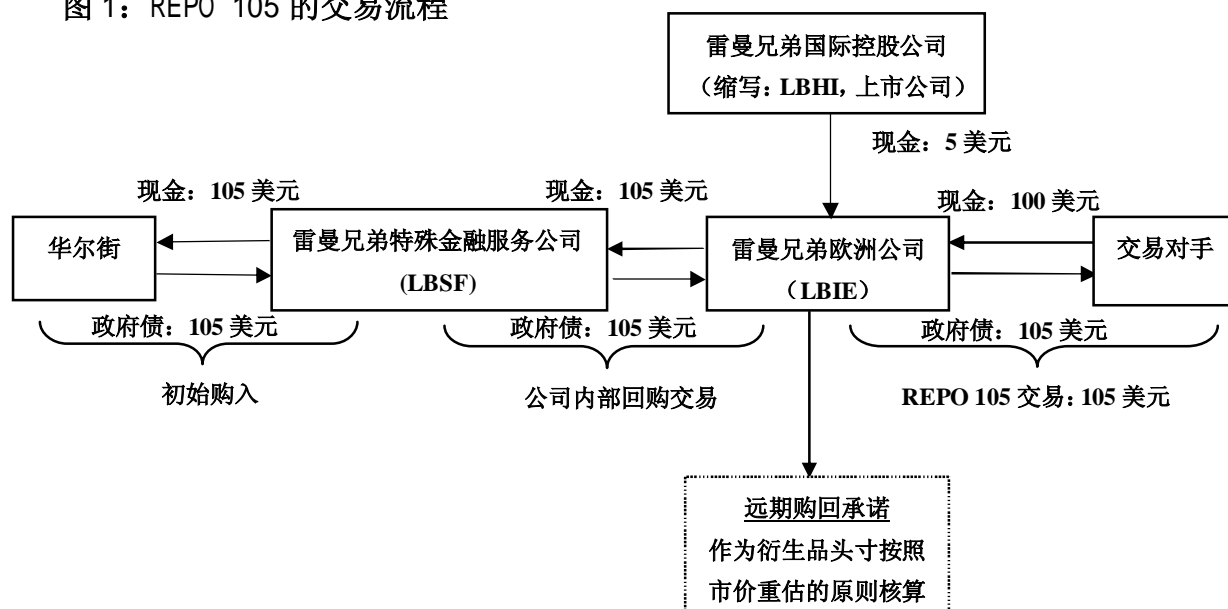 图 1：REPO 105 的交易流程
雷曼兄弟国际控股公司
（缩写：LBHI，上市公司）
现金：5 美元
现金：105 美元
现金：105 美元
现金：100 美元
华尔街
雷曼兄弟特殊金融服务公司
(LBSF)
雷曼兄弟欧洲公司
（LBIE）
交易对手
政府债：105 美元
政府债：105 美元
政府债：105 美元
初始购入
公司内部回购交易
REPO 105 交易：105 美元
远期购回承诺
作为衍生品头寸按照
市价重估的原则核算